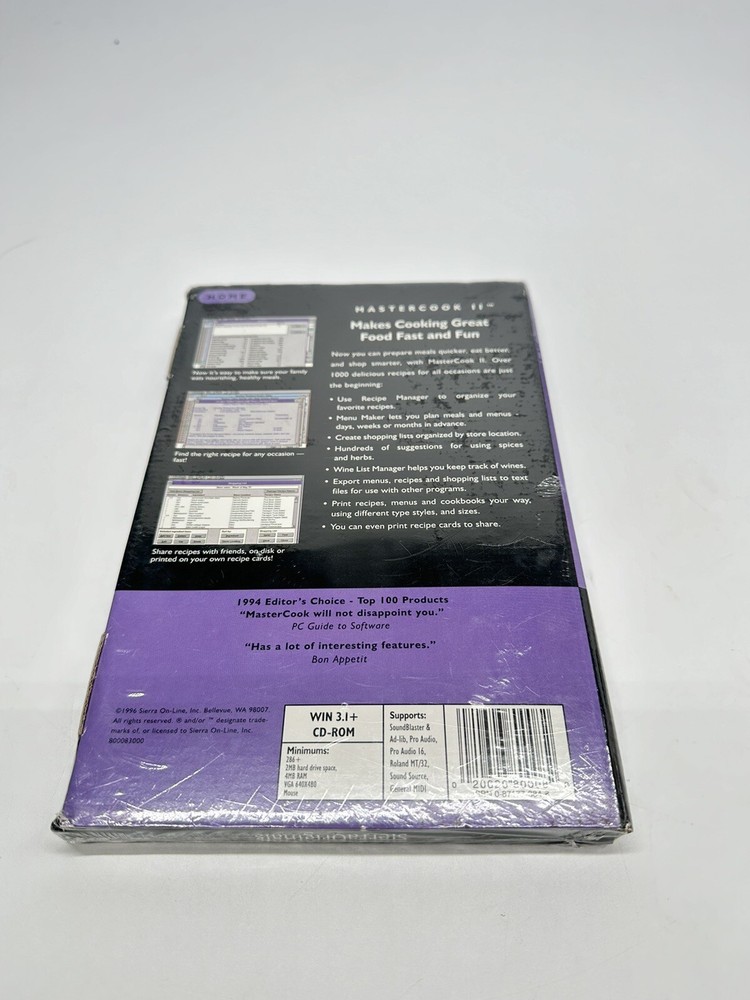 HOME
MASTERCOOK II™
Makes Cooking Great
Food Fast and Fun
Now you can prepare meals quicker, eat better,
and shop smarter, with MasterCook II. Over
1000 delicious recipes for all occasions are just
the beginning:
• Use Recipe Manager to organize your
favorite recipes.
• Menu Maker lets you plan meals and menus -
days, weeks or months in advance.
• Create shopping lists organized by store location.
• Hundreds of suggestions for using spices
and herbs.
• Wine List Manager helps you keep track of wines.
• Export menus, recipes and shopping lists to text
files for use with other programs.
• Print recipes, menus and cookbooks your way,
using different type styles, and sizes.
• You can even print recipe cards to share.
Now it's easy to make sure your family
eats nourishing, healthy meals.
Find the right recipe for any occasion —
fast!
Share recipes with friends, on disk or
printed on your own recipe cards!
1994 Editor's Choice - Top 100 Products
"MasterCook will not disappoint you."
PC Guide to Software
"Has a lot of interesting features."
Bon Appetit
©1996 Sierra On-Line, Inc. Bellevue, WA 98007.
All rights reserved. ® and/or ™ designate trade-
marks of, or licensed to Sierra On-Line, Inc.
800083000
WIN 3.1+
CD-ROM
Minimums:
286+
2MB hard drive space,
4MB RAM
VGA 640X480
Mouse
Supports:
SoundBlaster &
Ad-lib, Pro Audio,
Pro Audio 16,
Roland MT/32,
Sound Source,
General MIDI
SierraOriginals